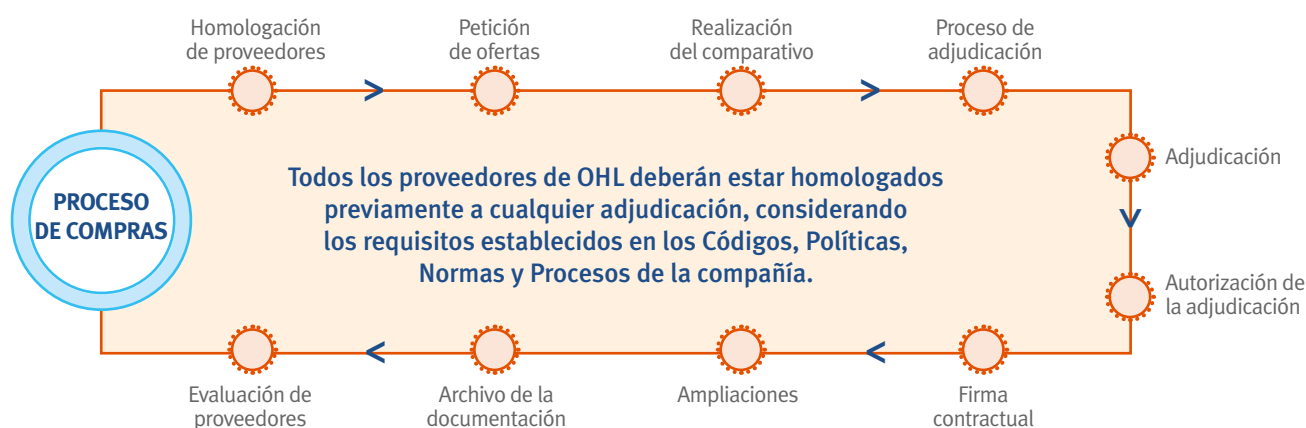 Homologación
de proveedores
Petición
de ofertas
Realización
del comparativo
Proceso de
adjudicación
Adjudicación
Autorización de
la adjudicación
PROCESO
DE COMPRAS
Todos los proveedores de OHL deberán estar homologados
previamente a cualquier adjudicación, considerando
los requisitos establecidos en los Códigos, Políticas,
Normas y Procesos de la compañía.
Firma
contractual
Ampliaciones
Archivo de la
documentación
Evaluación de
proveedores